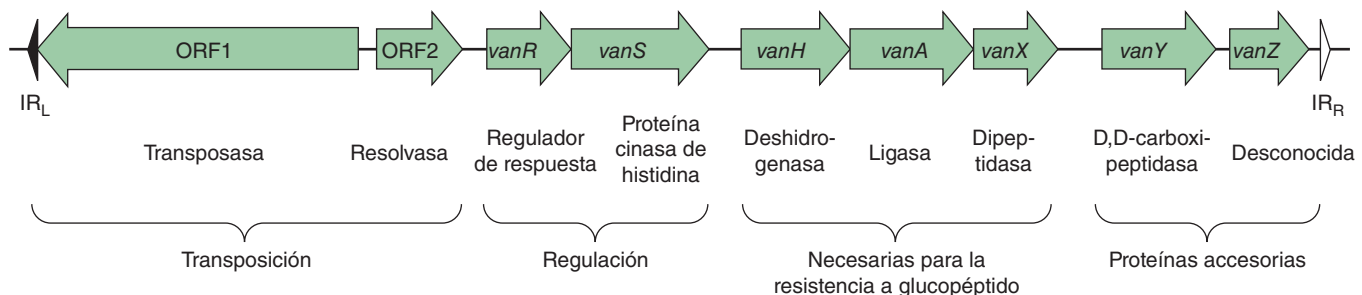 ORF1
ORF2
vanR
vanS
vanH
vanA
vanX
vanY
vanZ
IRL
IRR
Transposasa
Resolvasa
Regulador
de respuesta
Proteína
cinasa de
histidina
Deshidro-
genasa
Ligasa
Dipep-
tidasa
D,D-carboxi-
peptidasa
Desconocida
Transposición
Regulación
Necesarias para la
resistencia a glucopéptido
Proteínas accesorias